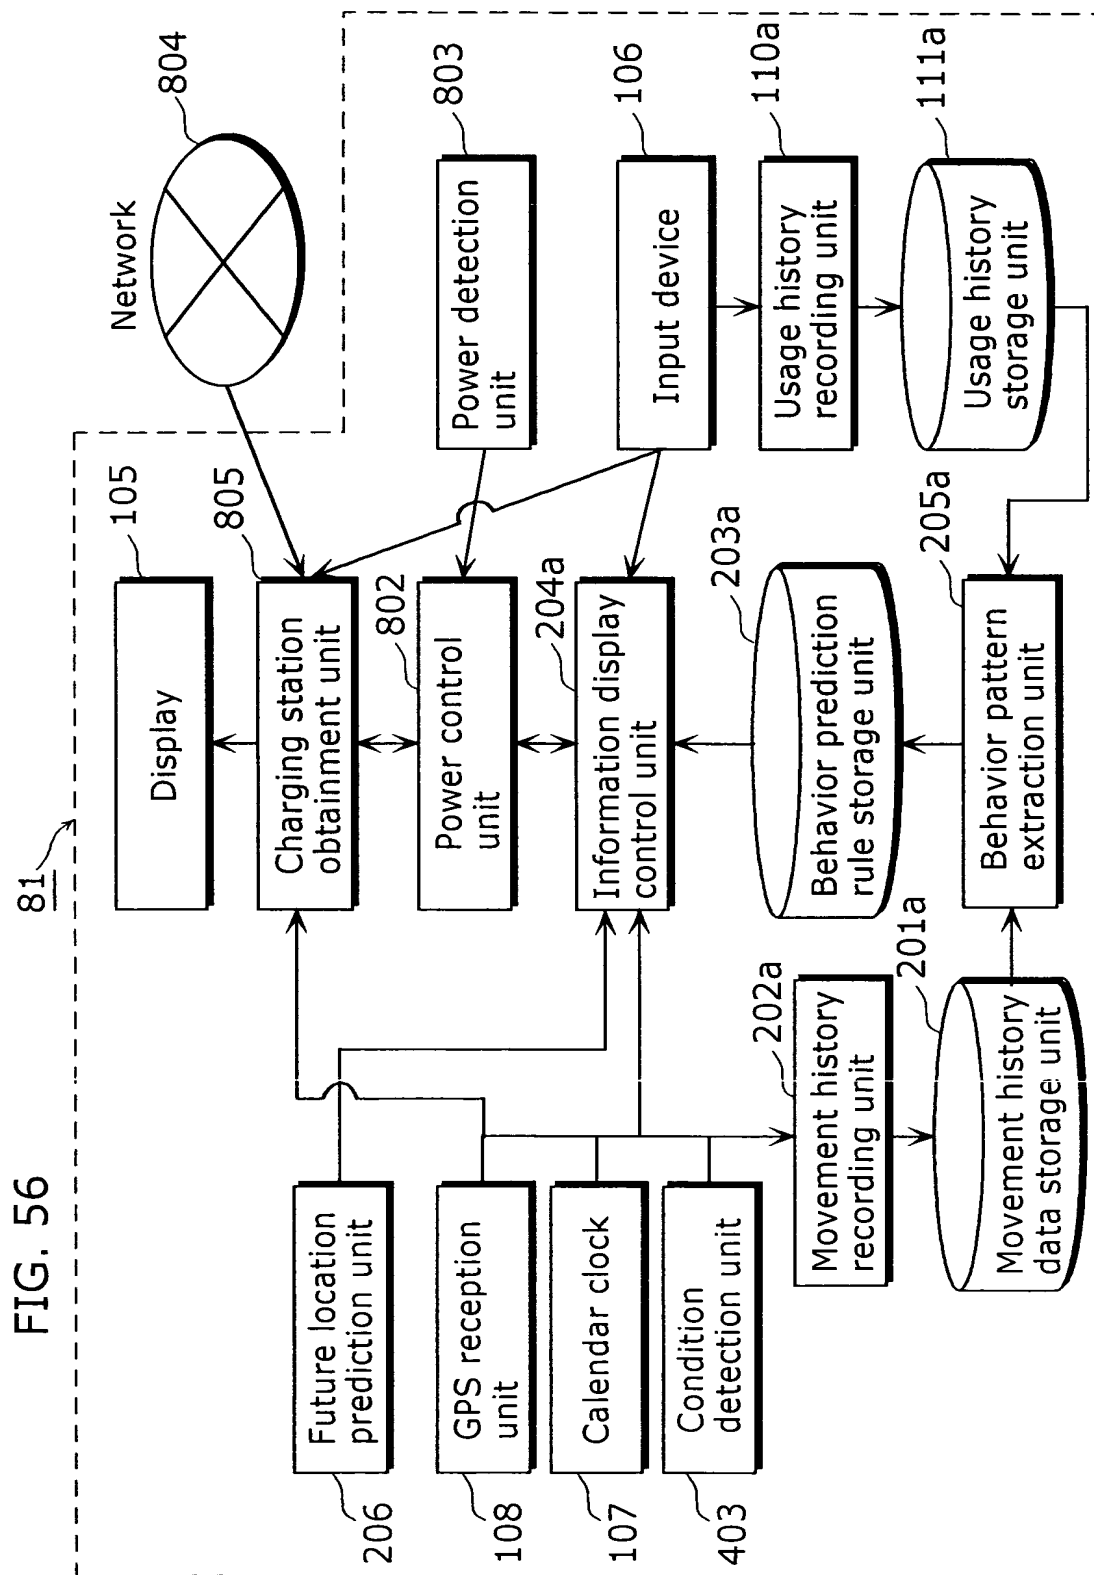 FIG. 56
81
Network
804
Display
105
Charging station
obtainment unit
805
Power control
unit
802
Power detection
unit
803
Information display
control unit
204a
Input device
106
Usage history
recording unit
110a
Usage history
storage unit
111a
Behavior prediction
rule storage unit
203a
Behavior pattern
extraction unit
205a
Future location
prediction unit
206
GPS reception
unit
108
Calendar clock
107
Condition
detection unit
403
Movement history
recording unit
202a
Movement history
data storage unit
201a